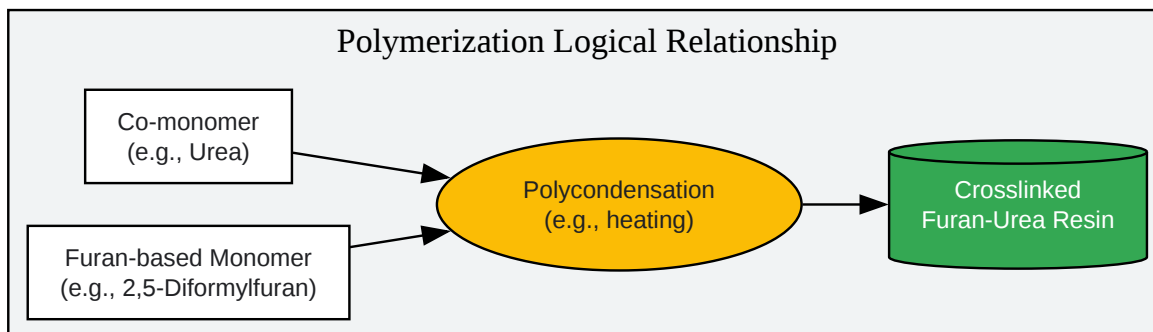 Polymerization Logical Relationship
Co-monomer
(e.g., Urea)
Furan-based Monomer
(e.g., 2,5-Diformylfuran)
Polycondensation
(e.g., heating)
Crosslinked
Furan-Urea Resin